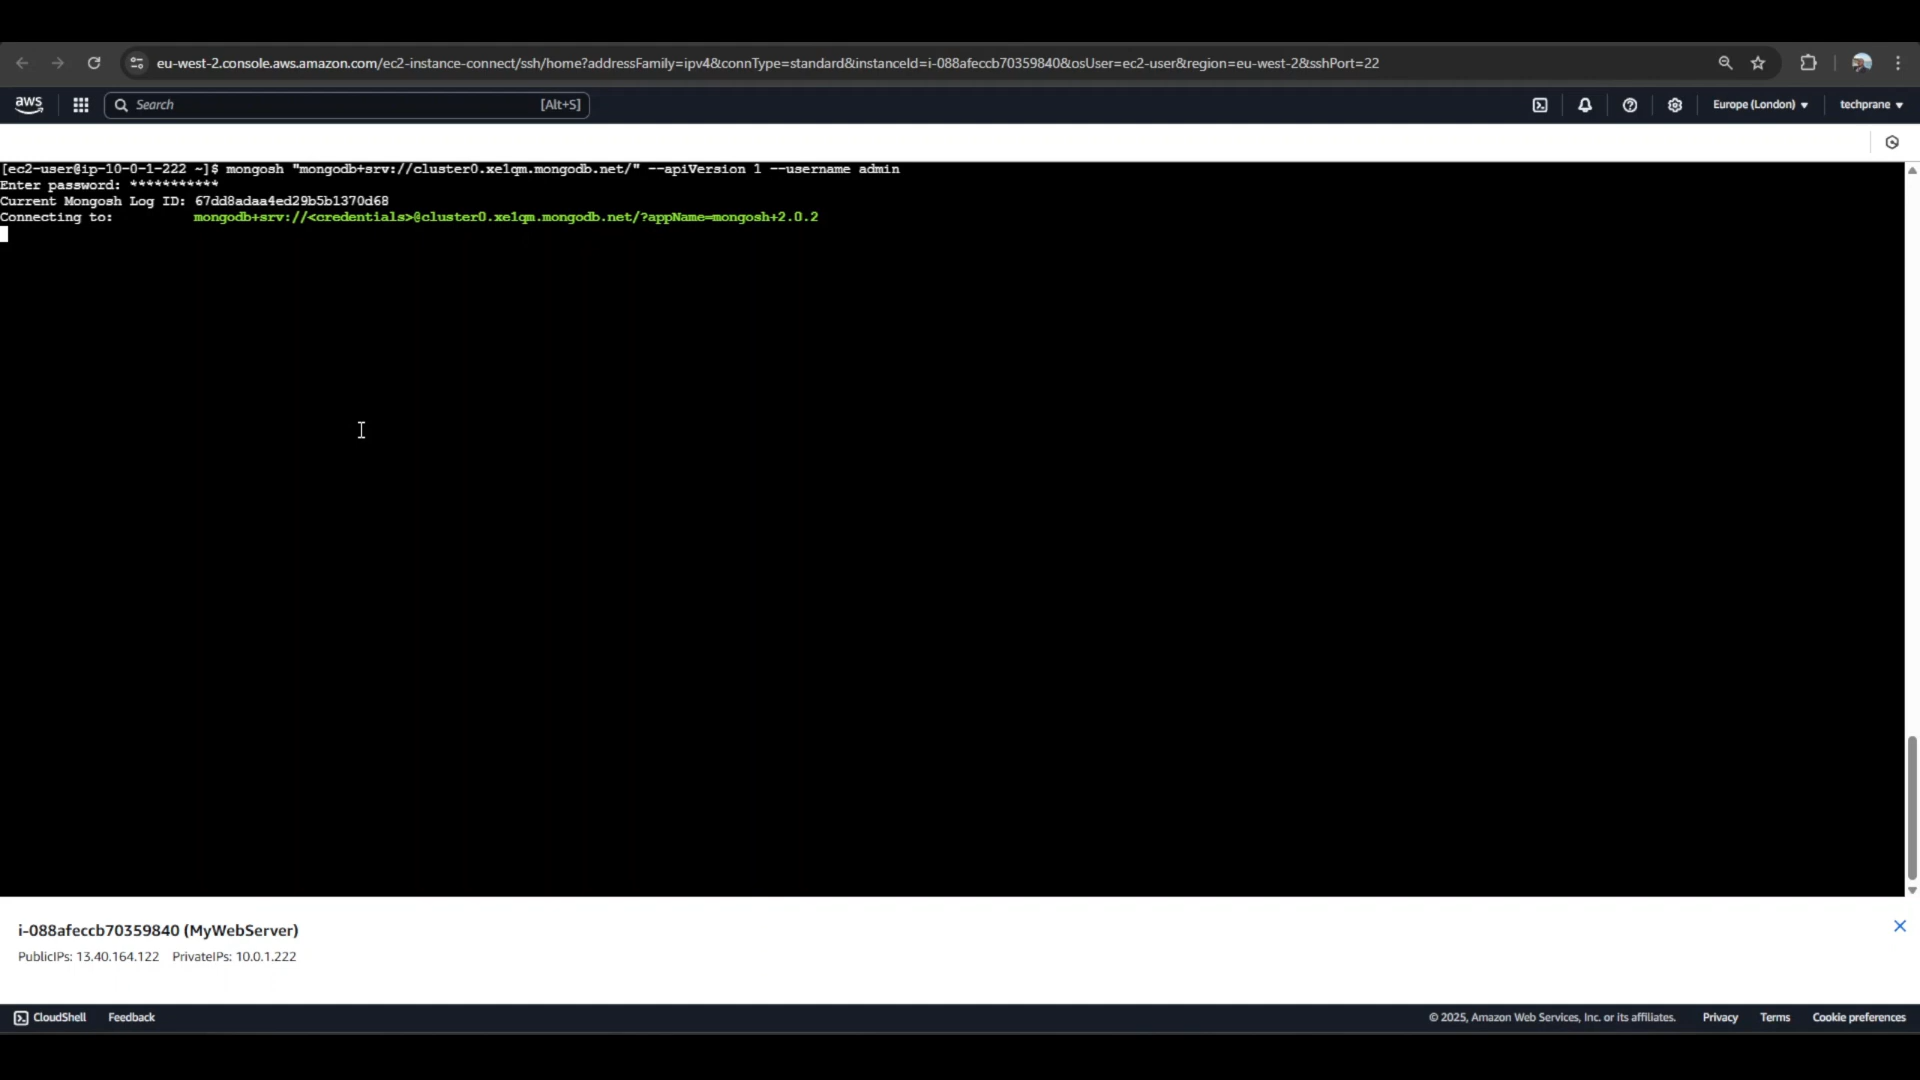 eu-west-2.console.aws.amazon.com/ec2-instance-connect/ssh/home?addressFamily=ipv4&connType=standard&instanceId=i-088afeccb70359840&osUser=ec2-user&region=eu-west-2&sshPort=22
aws Search [Alt+S] Europe (London) techprane
[ec2-user@ip-10-0-1-222 ~]$ mongosh "mongodb+srv://cluster0.xe1qm.mongodb.net/" --apiVersion 1 --username admin
Enter password: ***********
Current Mongosh Log ID: 67dd8adaa4ed29b5b1370d68
Connecting to: mongodb+srv://<credentials>@cluster0.xe1qm.mongodb.net/?appName=mongosh+2.0.2
i-088afeccb70359840 (MyWebServer)
PublicIPs: 13.40.164.122 PrivateIPs: 10.0.1.222
CloudShell Feedback © 2025, Amazon Web Services, Inc. or its affiliates. Privacy Terms Cookie preferences